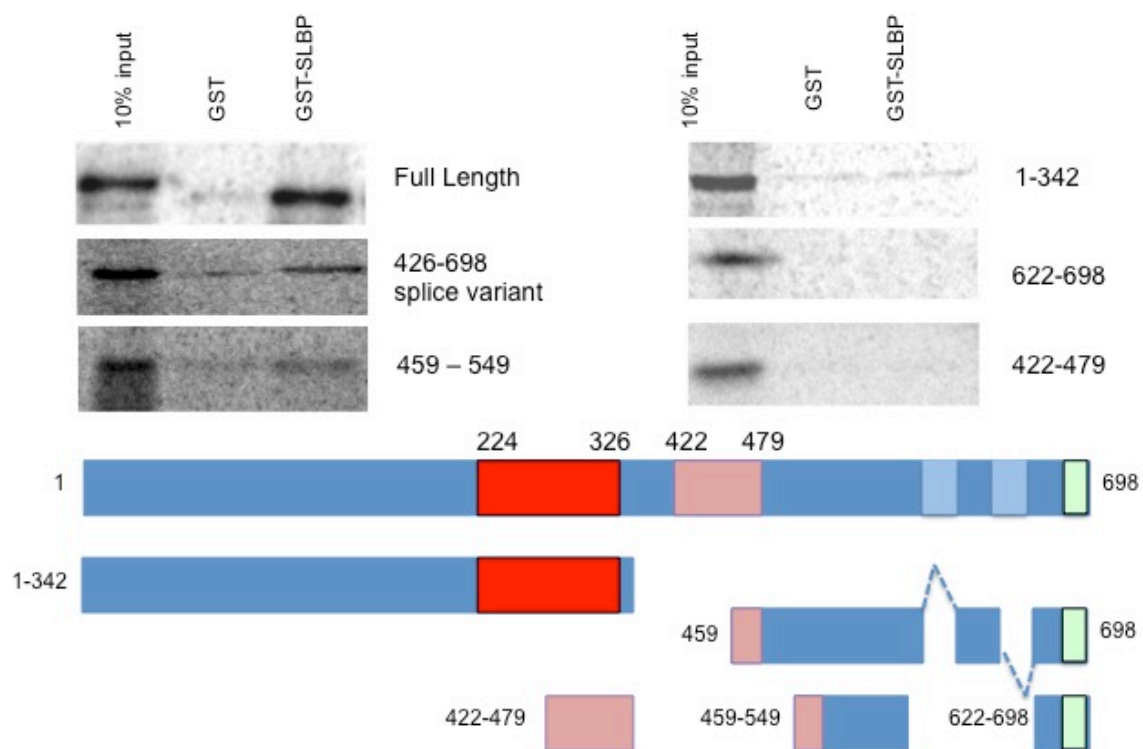 10% input
GST
GST-SLBP
10% input
GST
GST-SLBP
Full Length
426-698
splice variant
459 – 549
1-342
622-698
422-479
224 326 422 479
1 698
1-342
459 698
422-479 459-549 622-698